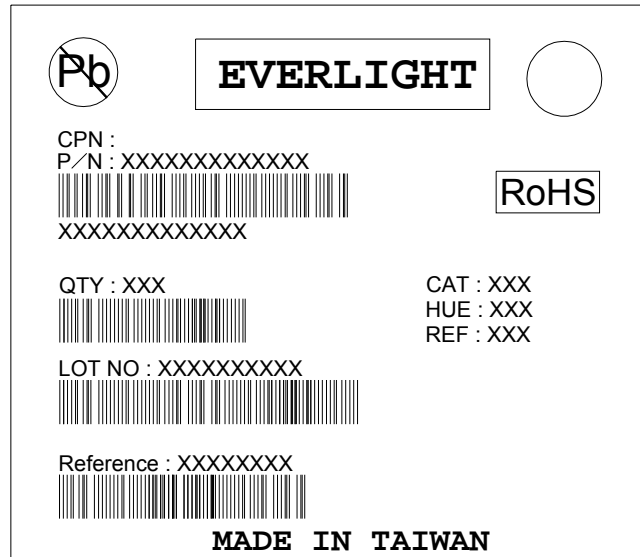 Pb
EVERLIGHT
CPN :
P/N : XXXXXXXXXXXXX
RoHS
XXXXXXXXXXXXX
QTY : XXX
CAT : XXX
HUE : XXX
REF : XXX
LOT NO : XXXXXXXXXX
Reference : XXXXXXXX
MADE IN TAIWAN